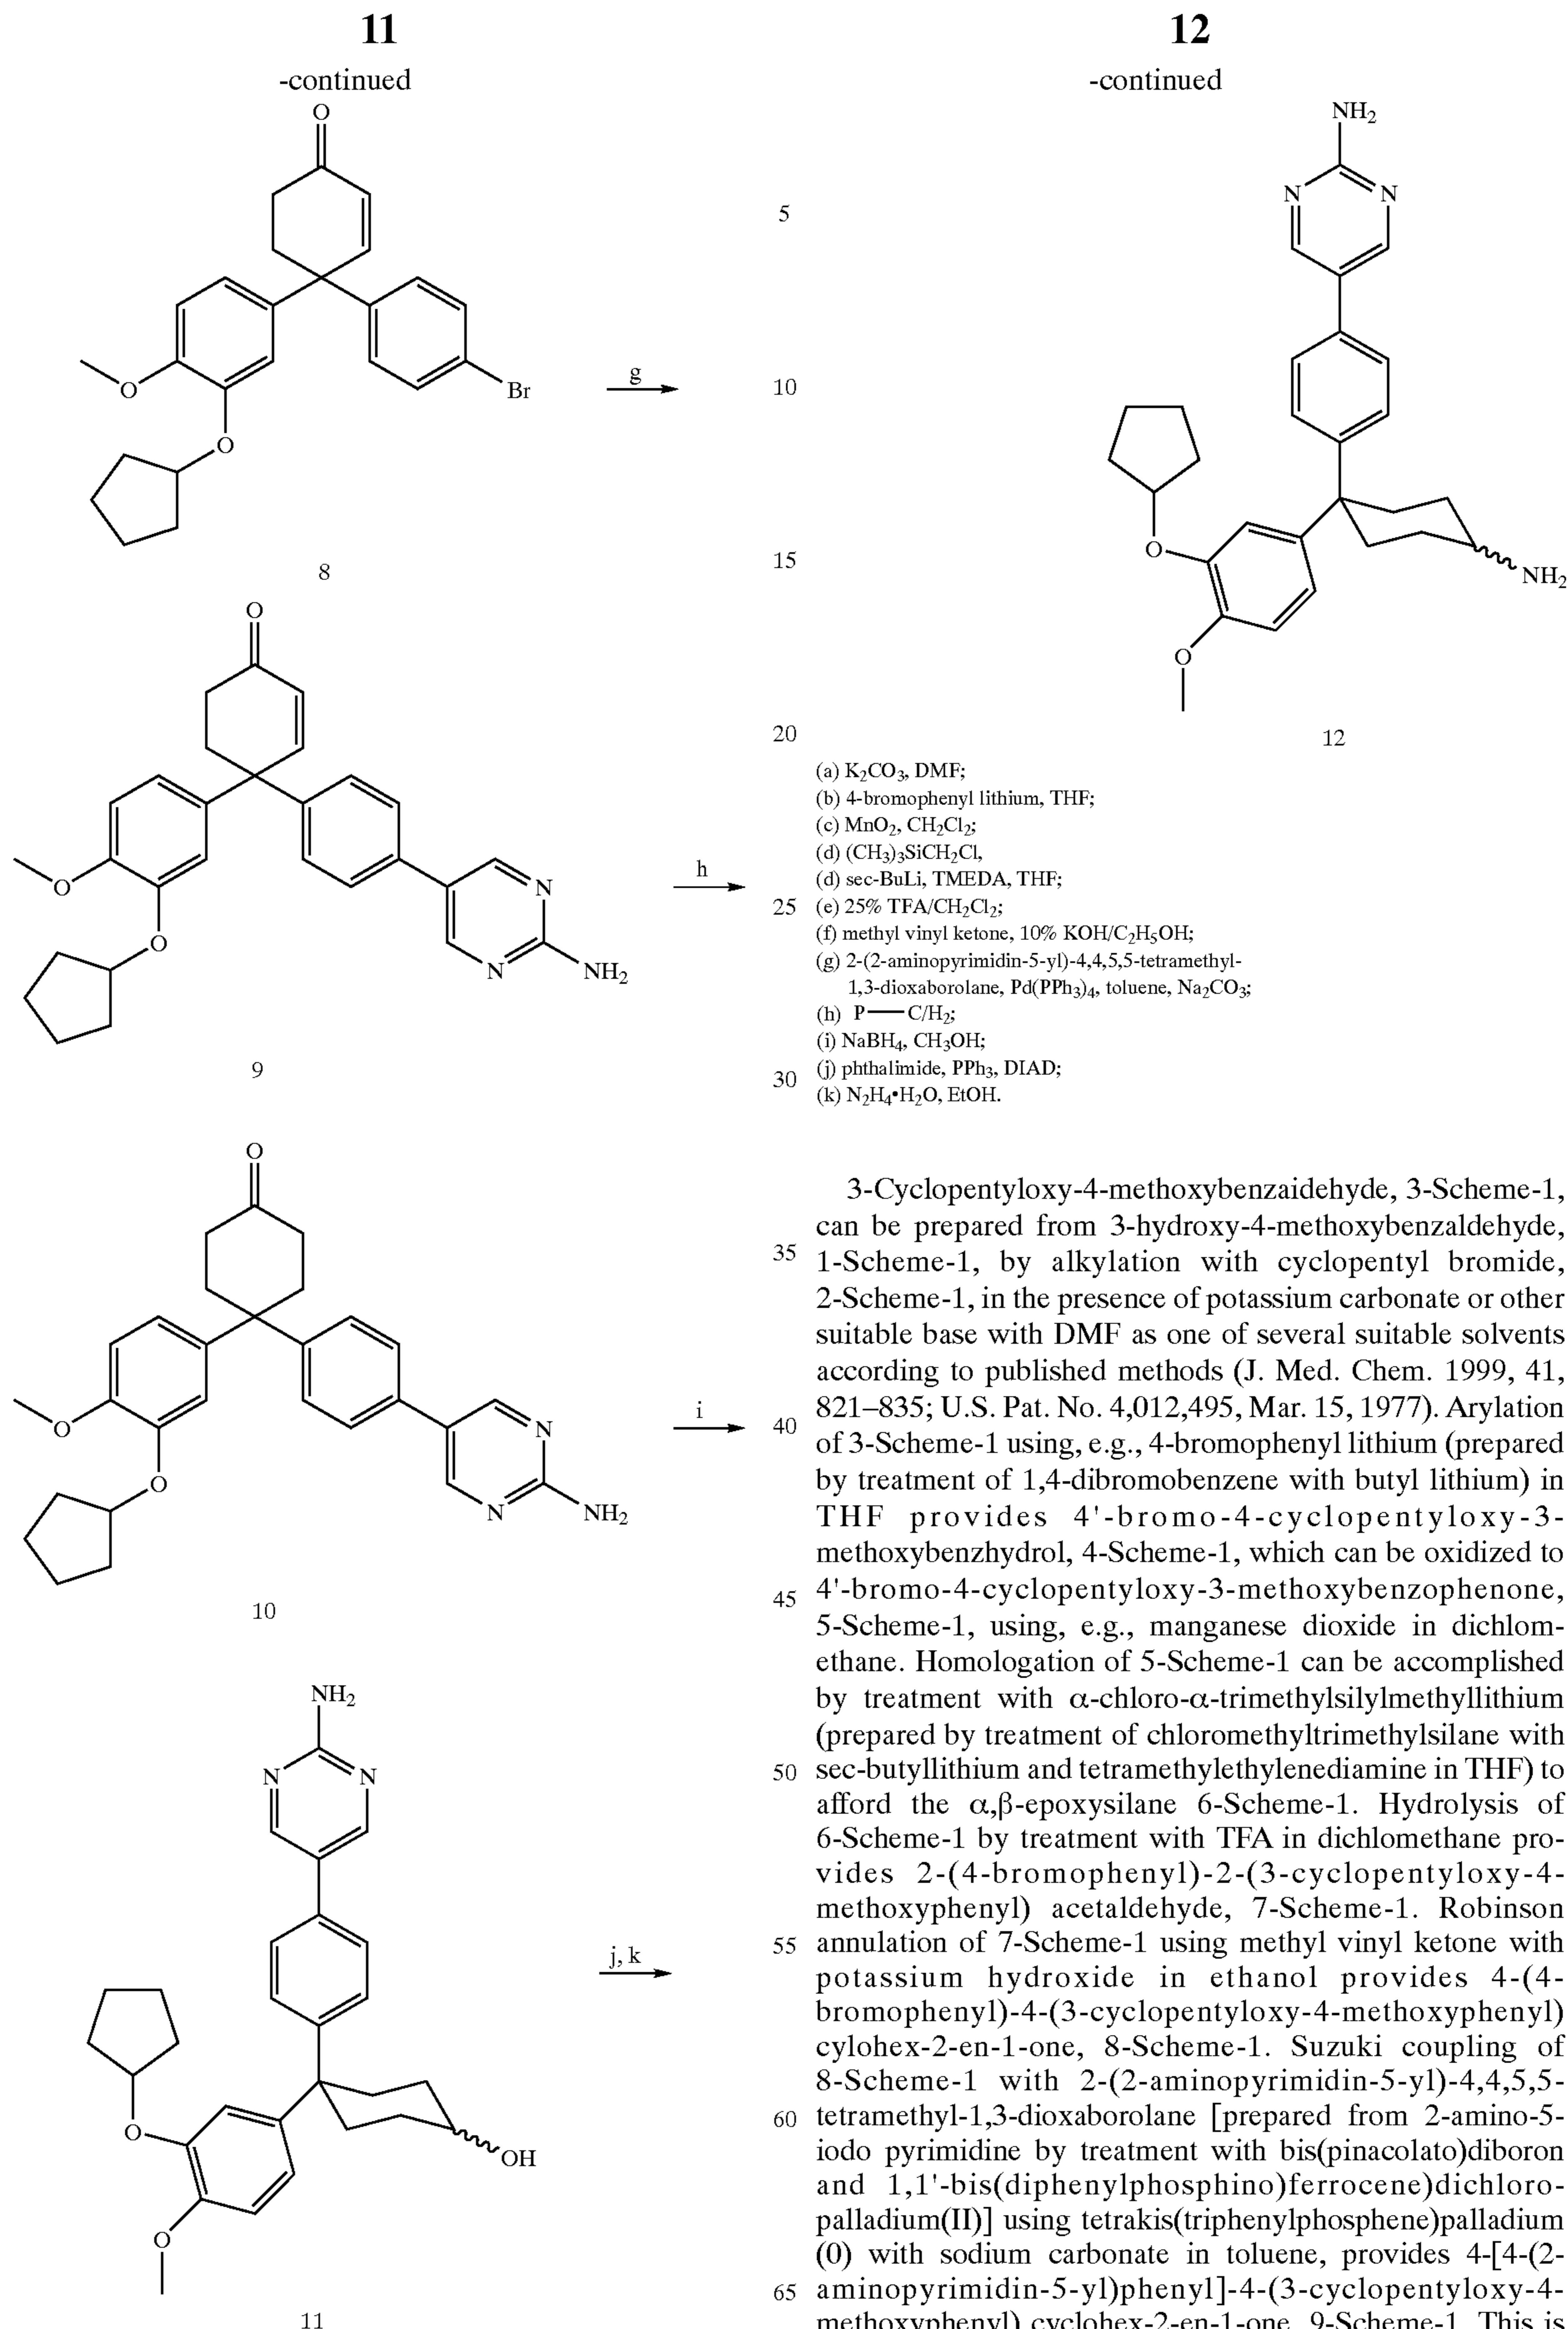 11
-continued
O
Br
O
O
g
8
O
O
O
N
N
NH2
h
9
O
O
O
N
N
NH2
i
10
NH2
N
N
O
O
OH
j, k
11
5
10
15
20
25
30
35
40
45
50
55
60
65
12
-continued
NH2
N
N
O
O
NH2
12
(a) K2CO3, DMF;
(b) 4-bromophenyl lithium, THF;
(c) MnO2, CH2Cl2;
(d) (CH3)3SiCH2Cl,
(d) sec-BuLi, TMEDA, THF;
(e) 25% TFA/CH2Cl2;
(f) methyl vinyl ketone, 10% KOH/C2H5OH;
(g) 2-(2-aminopyrimidin-5-yl)-4,4,5,5-tetramethyl-
1,3-dioxaborolane, Pd(PPh3)4, toluene, Na2CO3;
(h) P—C/H2;
(i) NaBH4, CH3OH;
(j) phthalimide, PPh3, DIAD;
(k) N2H4•H2O, EtOH.
3-Cyclopentyloxy-4-methoxybenzaidehyde, 3-Scheme-1,
can be prepared from 3-hydroxy-4-methoxybenzaldehyde,
1-Scheme-1, by alkylation with cyclopentyl bromide,
2-Scheme-1, in the presence of potassium carbonate or other
suitable base with DMF as one of several suitable solvents
according to published methods (J. Med. Chem. 1999, 41,
821–835; U.S. Pat. No. 4,012,495, Mar. 15, 1977). Arylation
of 3-Scheme-1 using, e.g., 4-bromophenyl lithium (prepared
by treatment of 1,4-dibromobenzene with butyl lithium) in
THF provides 4'-bromo-4-cyclopentyloxy-3-
methoxybenzhydrol, 4-Scheme-1, which can be oxidized to
4'-bromo-4-cyclopentyloxy-3-methoxybenzophenone,
5-Scheme-1, using, e.g., manganese dioxide in dichlom-
ethane. Homologation of 5-Scheme-1 can be accomplished
by treatment with α-chloro-α-trimethylsilylmethyllithium
(prepared by treatment of chloromethyltrimethylsilane with
sec-butyllithium and tetramethylethylenediamine in THF) to
afford the α,β-epoxysilane 6-Scheme-1. Hydrolysis of
6-Scheme-1 by treatment with TFA in dichlomethane pro-
vides 2-(4-bromophenyl)-2-(3-cyclopentyloxy-4-
methoxyphenyl) acetaldehyde, 7-Scheme-1. Robinson
annulation of 7-Scheme-1 using methyl vinyl ketone with
potassium hydroxide in ethanol provides 4-(4-
bromophenyl)-4-(3-cyclopentyloxy-4-methoxyphenyl)
cylohex-2-en-1-one, 8-Scheme-1. Suzuki coupling of
8-Scheme-1 with 2-(2-aminopyrimidin-5-yl)-4,4,5,5-
tetramethyl-1,3-dioxaborolane [prepared from 2-amino-5-
iodo pyrimidine by treatment with bis(pinacolato)diboron
and 1,1'-bis(diphenylphosphino)ferrocene)dichloro-
palladium(II)] using tetrakis(triphenylphosphene)palladium
(0) with sodium carbonate in toluene, provides 4-[4-(2-
aminopyrimidin-5-yl)phenyl]-4-(3-cyclopentyloxy-4-
methoxyphenyl) cyclohex-2-en-1-one, 9-Scheme-1. This is